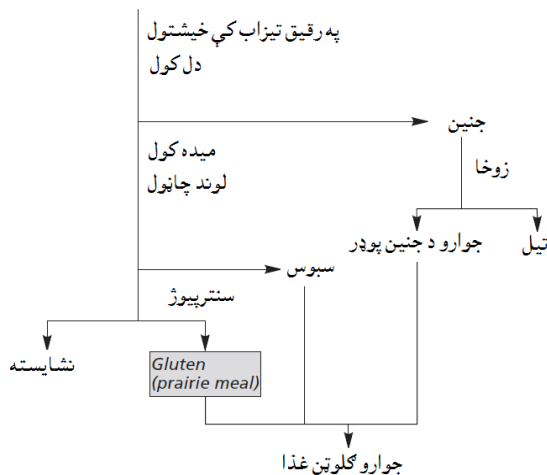 په رقیق تیزاب کې خیشتول
دل کول
جنین
میده کول
لوند چاڼول
زوخا
جوارو د جنین پوډر
تیل
سبوس
سنترپیوژ
نشایسته
Gluten
(prairie meal)
جوارو ګلوټن غذا